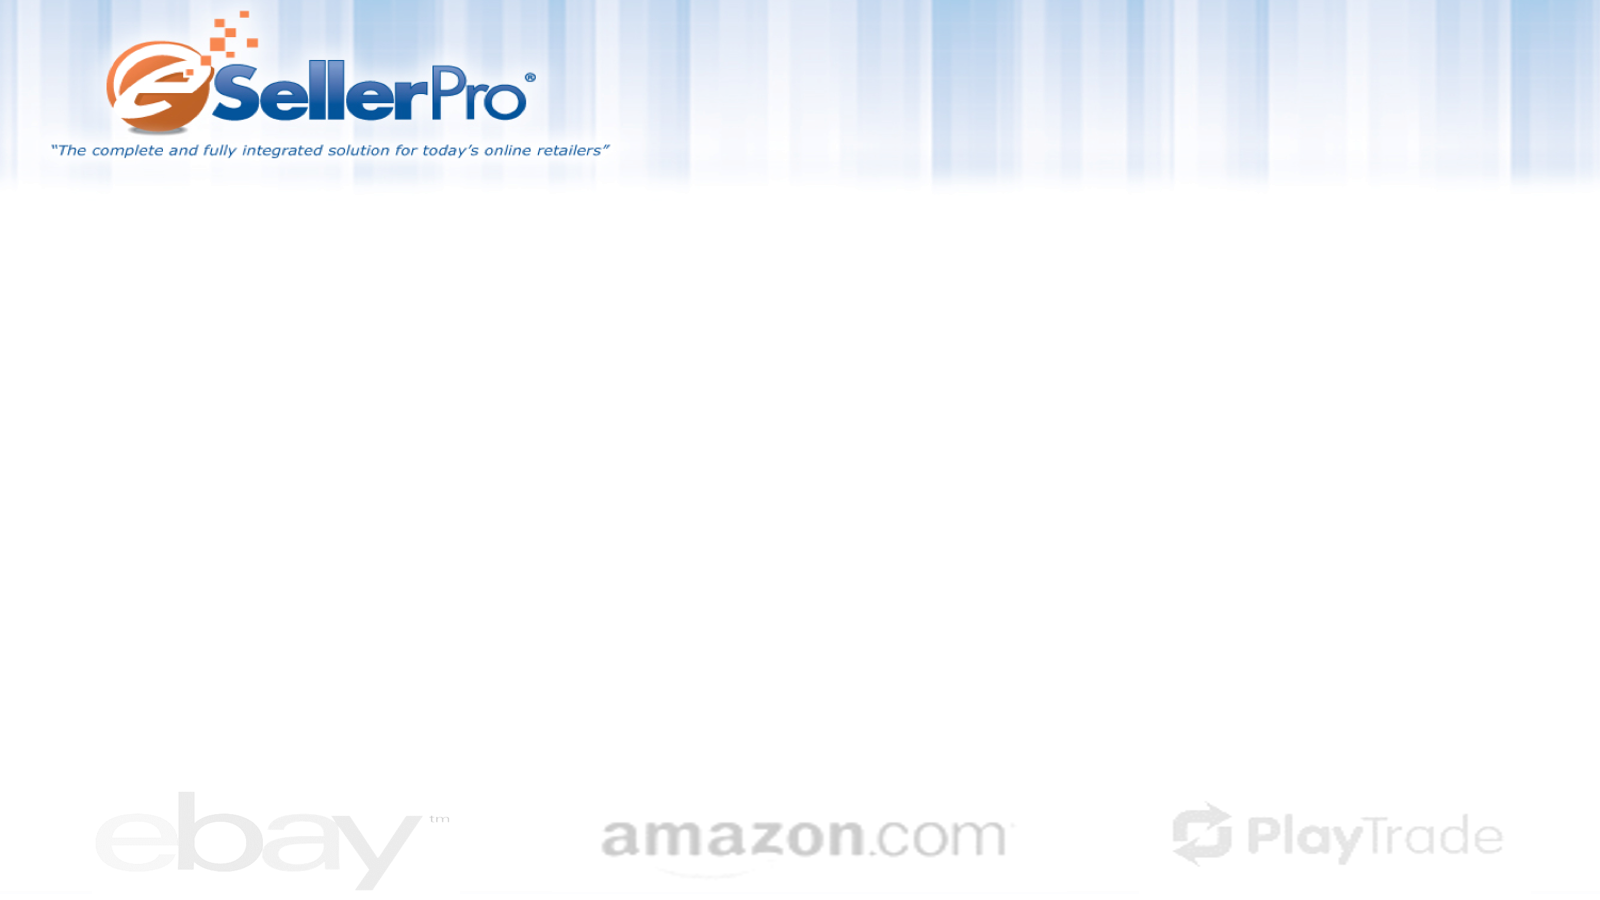 eSellerPro®
“The complete and fully integrated solution for today’s online retailers”
ebay™
amazon.com
PlayTrade